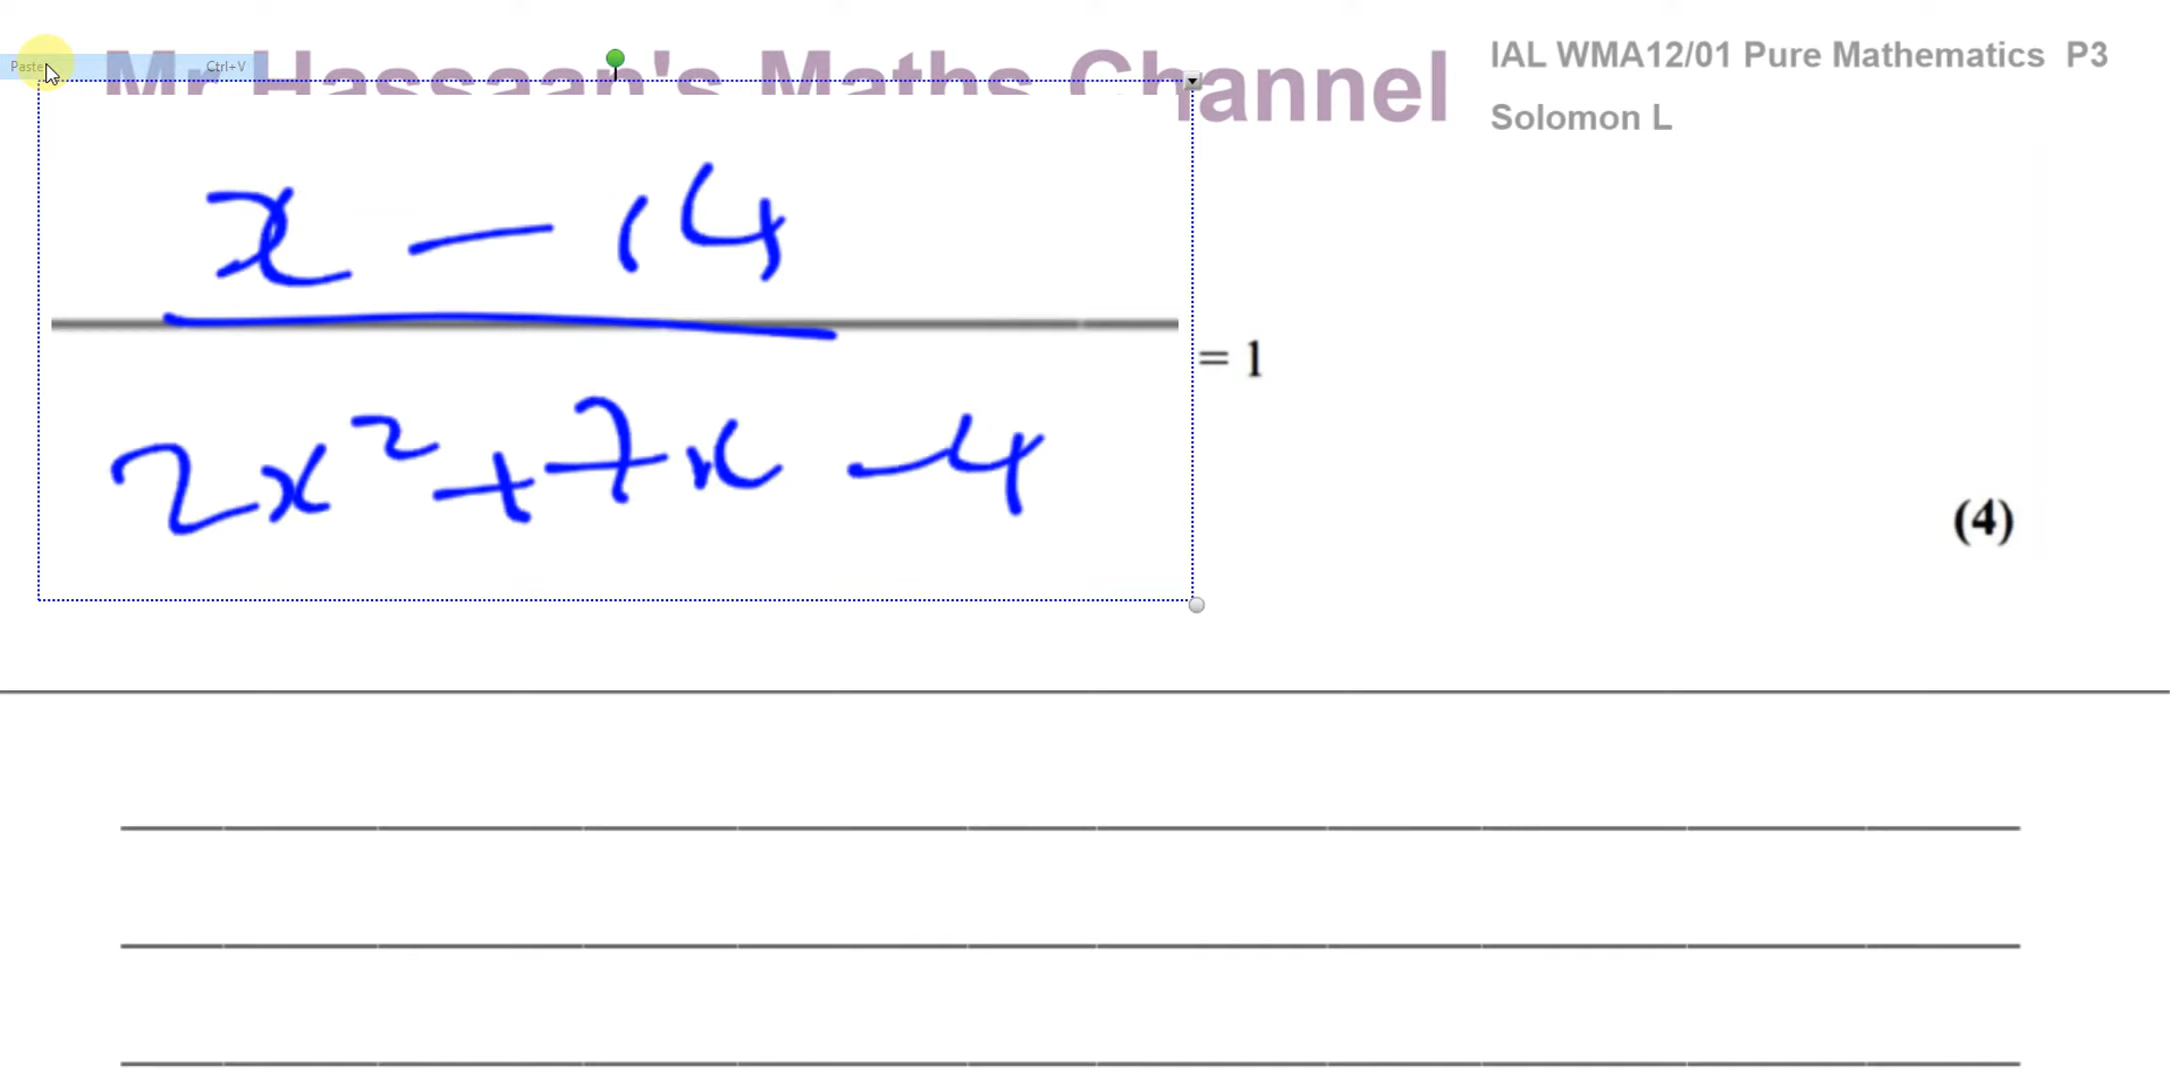 Paste Ctrl+V
Mr Hassaan's Maths Channel
IAL WMA12/01 Pure Mathematics P3
Solomon L
x - 14
2x² + 7x - 4
= 1
(4)